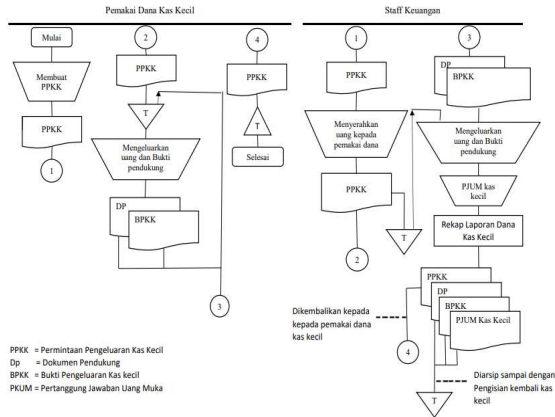 Pemakai Dana Kas Kecil
Staff Keuangan
Mulai
Membuat
PPKK
PPKK
1
2
PPKK
T
Mengeluarkan
uang dan Bukti
pendukung
DP
BPKK
3
4
PPKK
T
Selesai
1
PPKK
Menyerahkan
uang kepada
pemakai dana
PPKK
T
2
3
DP
BPKK
Mengeluarkan
uang dan Bukti
pendukung
PJUM kas
kecil
Rekap Laporan Dana
Kas Kecil
PPKK
DP
BPKK
PJUM Kas Kecil
Dikembalikan kepada
kepada pemakai dana
kas kecil
4
T
Diarsip sampai dengan
Pengisian kembali kas
kecil
PPKK = Permintaan Pengeluaran Kas Kecil
Dp = Dokumen Pendukung
BPKK = Bukti Pengeluaran Kas kecil
PKUM = Pertanggung Jawaban Uang Muka